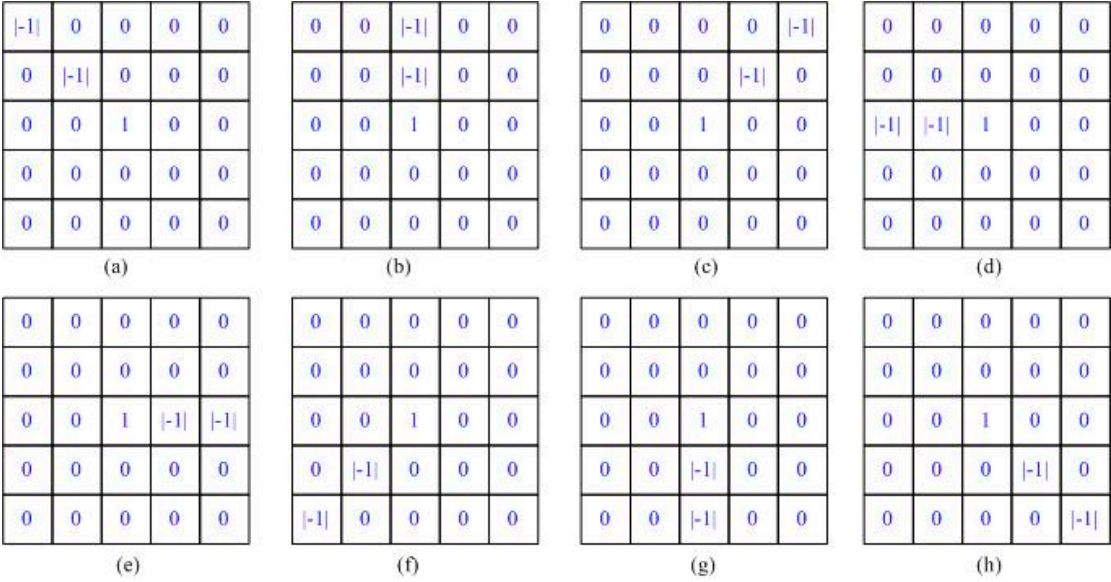 |-1| 0 0 0 0 0 0 |-1| 0 0 0 0 0 0 |-1| 0 0 0 0 0
0 |-1| 0 0 0 0 0 |-1| 0 0 0 0 0 |-1| 0 0 0 0 0 0
0 0 1 0 0 0 0 1 0 0 0 0 1 0 0 |-1| |-1| 1 0 0
0 0 0 0 0 0 0 0 0 0 0 0 0 0 0 0 0 0 0 0
0 0 0 0 0 0 0 0 0 0 0 0 0 0 0 0 0 0 0 0
(a) (b) (c) (d)
0 0 0 0 0 0 0 0 0 0 0 0 0 0 0 0 0 0 0 0
0 0 0 0 0 0 0 0 0 0 0 0 0 0 0 0 0 0 0 0
0 0 1 |-1| |-1| 0 0 1 0 0 0 0 1 0 0 0 0 1 0 0
0 0 0 0 0 0 |-1| 0 0 0 0 0 |-1| 0 0 0 0 0 |-1| 0
0 0 0 0 0 |-1| 0 0 0 0 0 0 |-1| 0 0 0 0 0 0 |-1|
(e) (f) (g) (h)